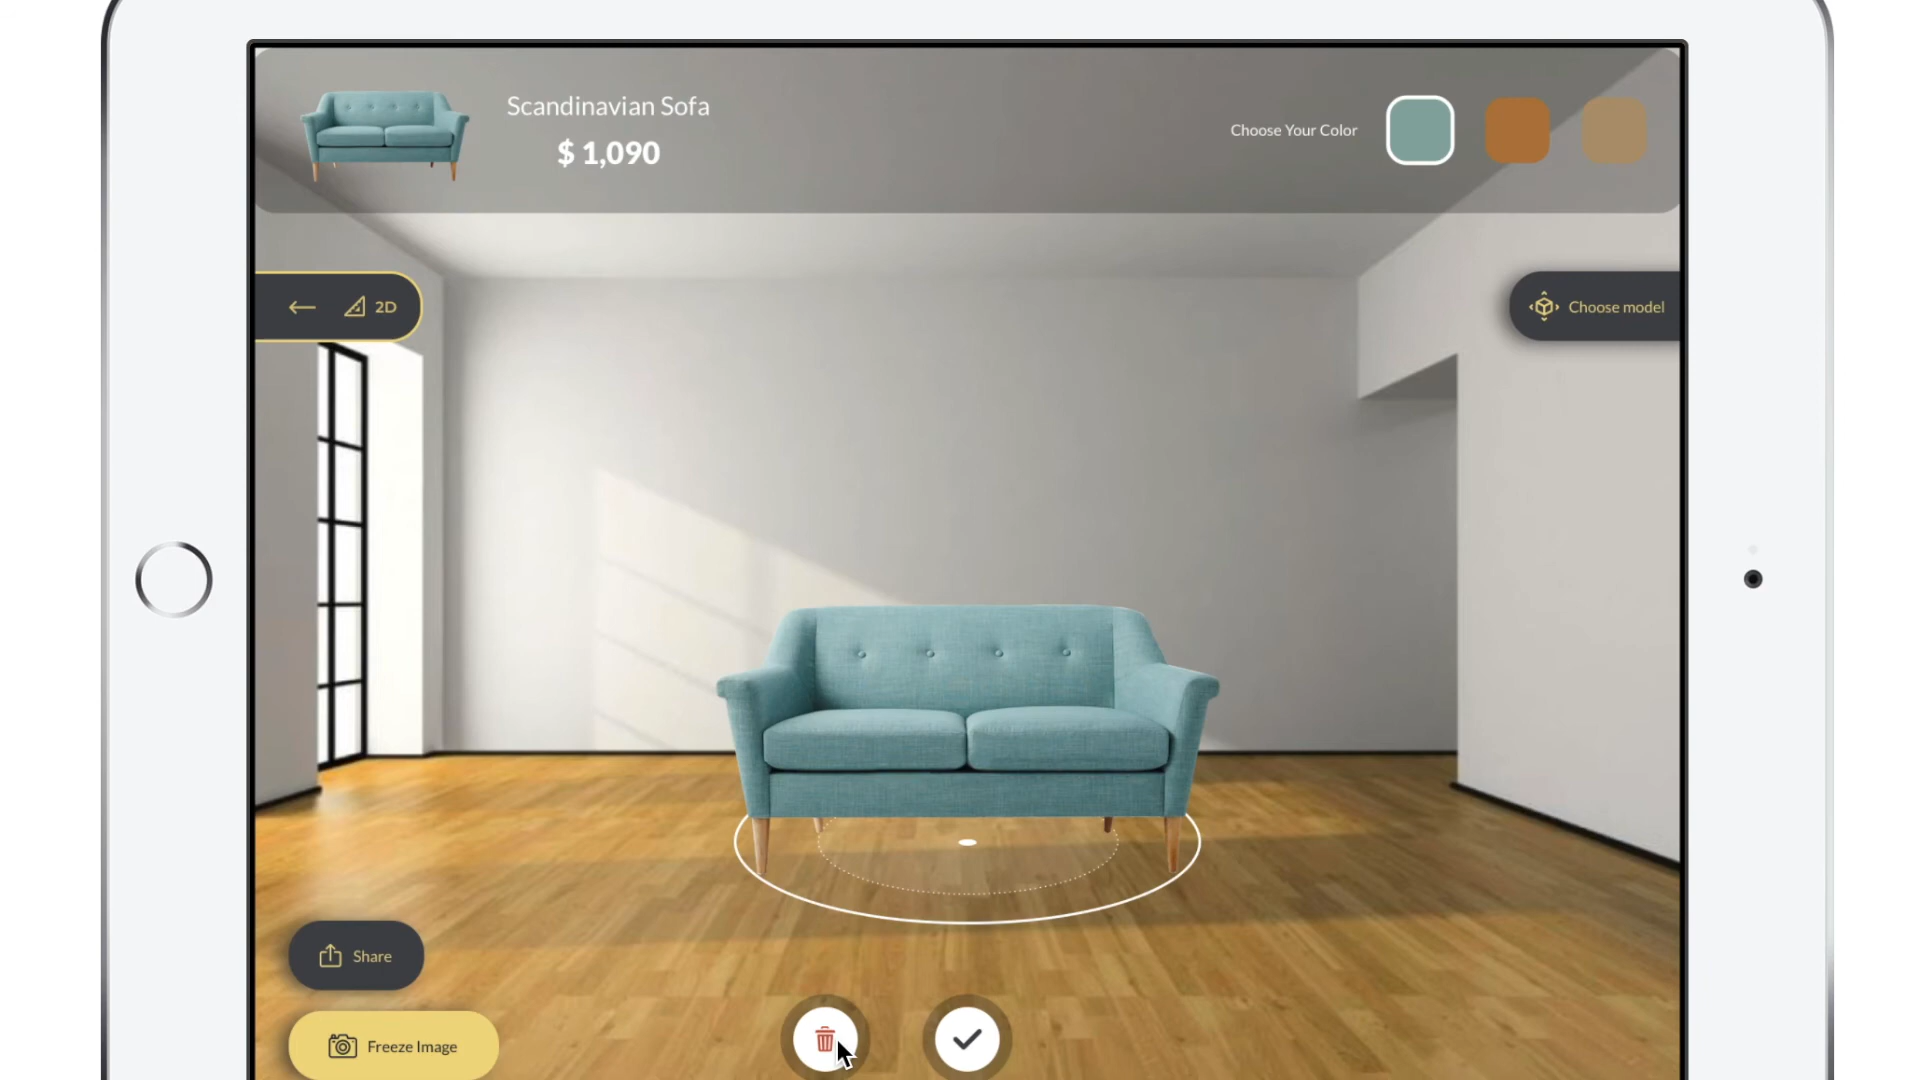 Scandinavian Sofa
$ 1,090
Choose Your Color
2D
Choose model
Share
Freeze Image